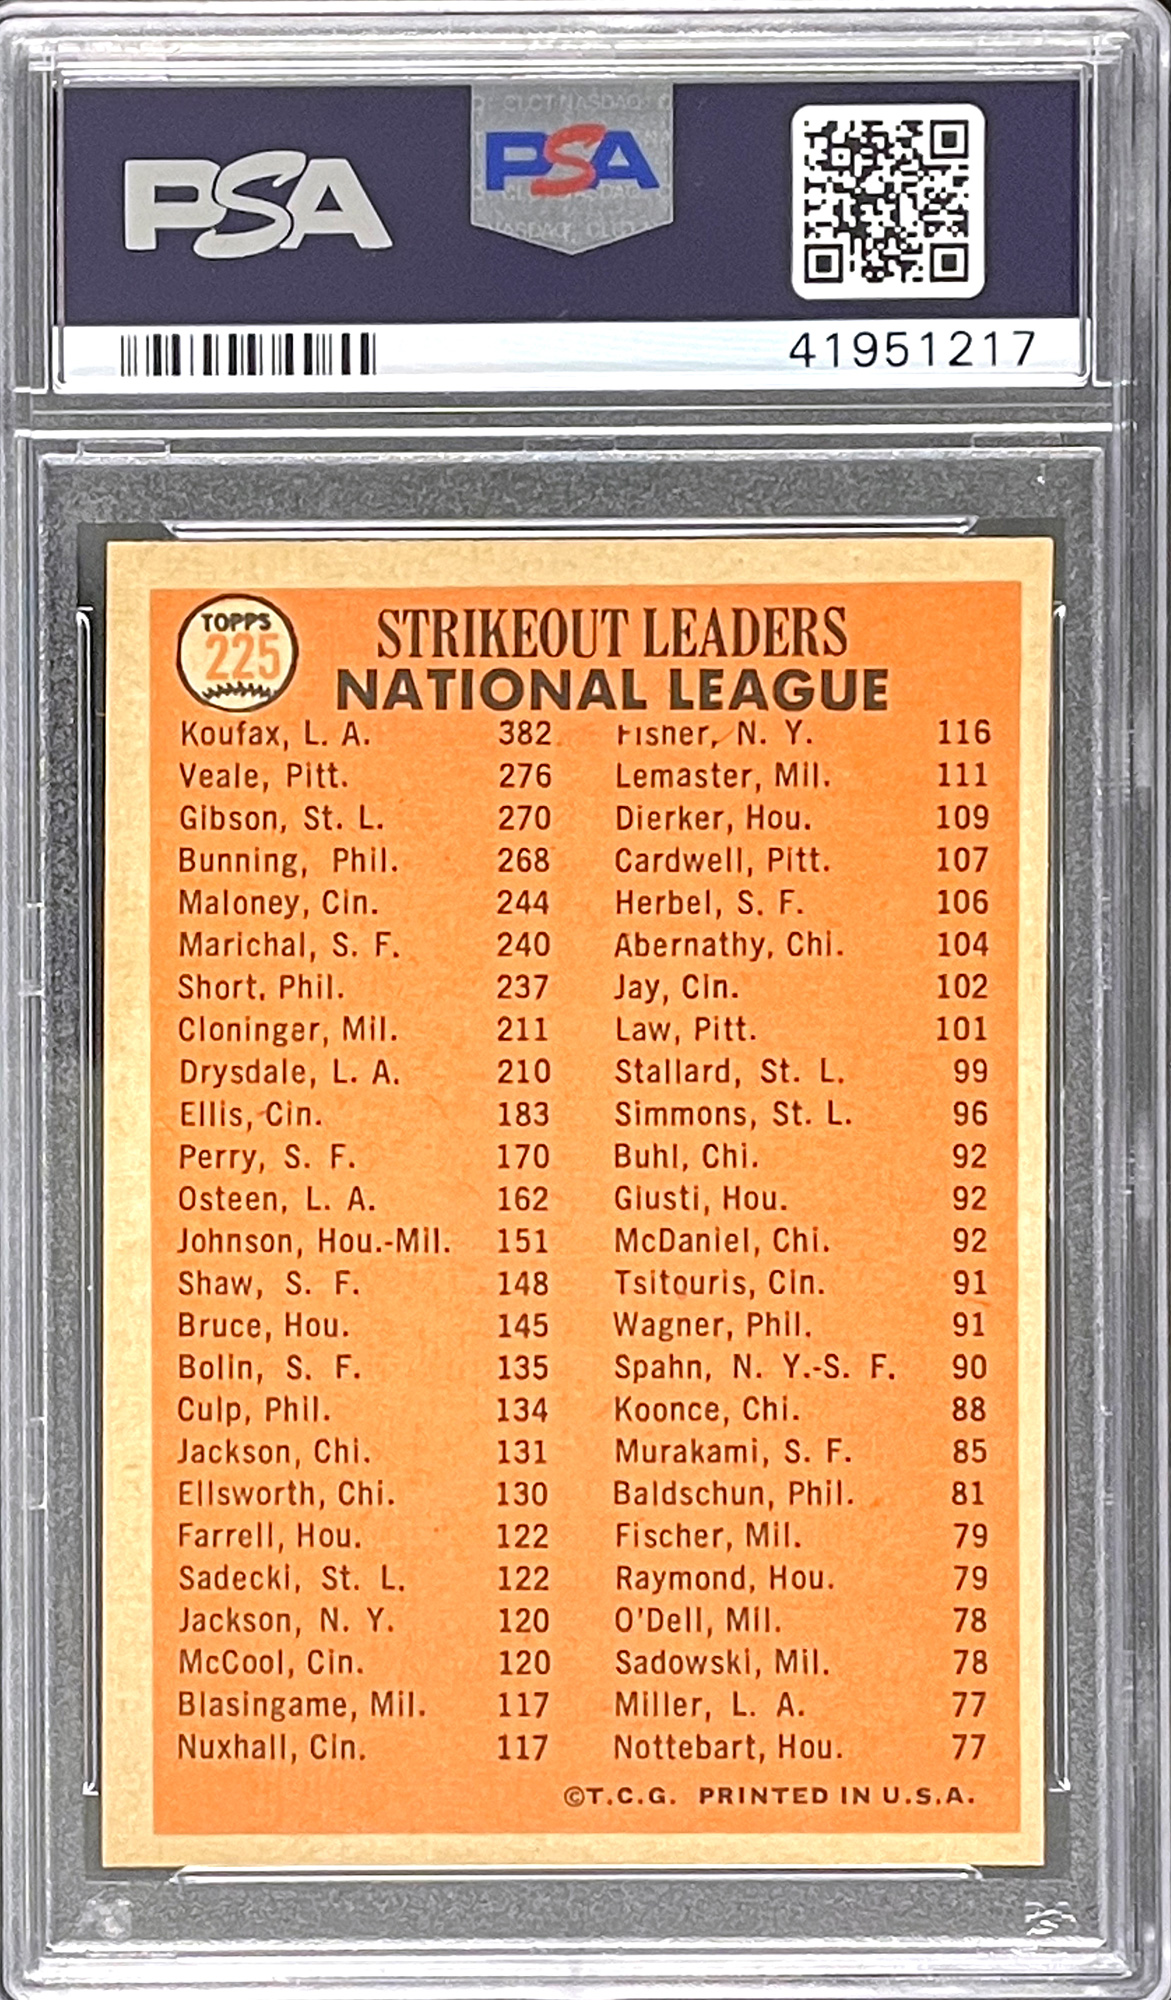 PSA
PSA
41951217
TOPPS
225
STRIKEOUT LEADERS
NATIONAL LEAGUE
Koufax, L. A. 382
Veale, Pitt. 276
Gibson, St. L. 270
Bunning, Phil. 268
Maloney, Cin. 244
Marichal, S. F. 240
Short, Phil. 237
Cloninger, Mil. 211
Drysdale, L. A. 210
Ellis, Cin. 183
Perry, S. F. 170
Osteen, L. A. 162
Johnson, Hou.-Mil. 151
Shaw, S. F. 148
Bruce, Hou. 145
Bolin, S. F. 135
Culp, Phil. 134
Jackson, Chi. 131
Ellsworth, Chi. 130
Farrell, Hou. 122
Sadecki, St. L. 122
Jackson, N. Y. 120
McCool, Cin. 120
Blasingame, Mil. 117
Nuxhall, Cin. 117
Fisher, N. Y. 116
Lemaster, Mil. 111
Dierker, Hou. 109
Cardwell, Pitt. 107
Herbel, S. F. 106
Abernathy, Chi. 104
Jay, Cin. 102
Law, Pitt. 101
Stallard, St. L. 99
Simmons, St. L. 96
Buhl, Chi. 92
Giusti, Hou. 92
McDaniel, Chi. 92
Tsitouris, Cin. 91
Wagner, Phil. 91
Spahn, N. Y.-S. F. 90
Koonce, Chi. 88
Murakami, S. F. 85
Baldschun, Phil. 81
Fischer, Mil. 79
Raymond, Hou. 79
O'Dell, Mil. 78
Sadowski, Mil. 78
Miller, L. A. 77
Nottebart, Hou. 77
©T.C.G. PRINTED IN U.S.A.